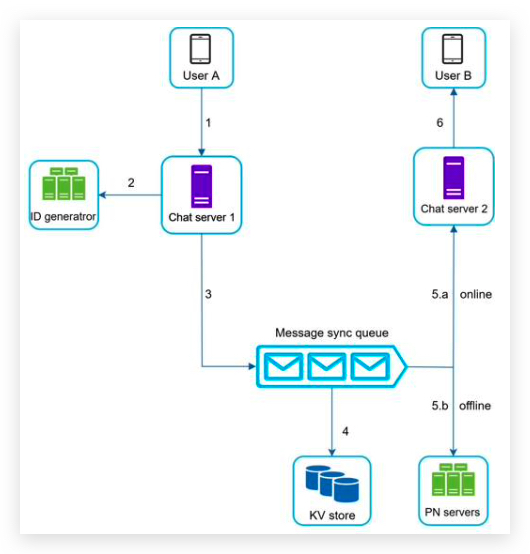 User A
User B
1
6
2
ID generatror
Chat server 1
Chat server 2
3
5.a online
Message sync queue
5.b offline
4
KV store
PN servers